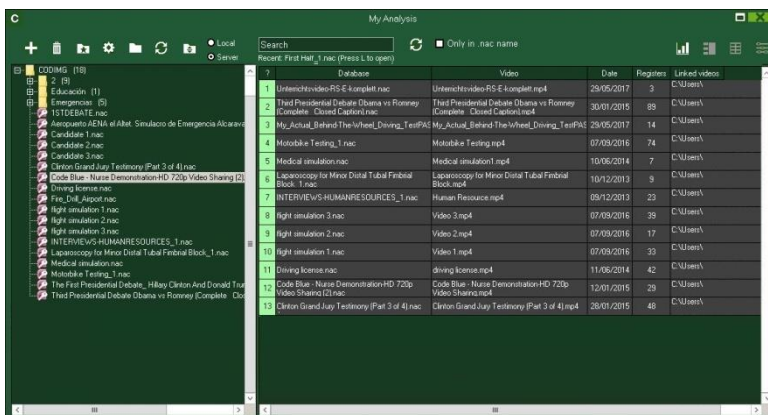 C
My Analysis
Local
Server
Search
Only in .nac name
Recent: First Half_1.nac (Press L to open)
CODIMG (18)
2 (9)
Educación (1)
Emergencias (5)
1STDEBATE.nac
Aeropuerto AENA el Altet. Simulacro de Emergencia Alcarava
Candidate 1.nac
Candidate 2.nac
Candidate 3.nac
Clinton Grand Jury Testimony (Part 3 of 4).nac
Code Blue - Nurse Demonstration-HD 720p Video Sharing (2)
Driving license.nac
Fire_Drill_Airport.nac
flight simulation 1.nac
flight simulation 2.nac
flight simulation 3.nac
INTERVIEWS-HUMANRESOURCES_1.nac
Laparoscopy for Minor Distal Tubal Fimbrial Block_1.nac
Medical simulation.nac
Motorbike Testing_1.nac
The First Presidential Debate_ Hillary Clinton And Donald Trum
Third Presidential Debate Obama vs Romney (Complete Clos
? Database Video Date Registers Linked videos
1 Unterrichtsvideo-RS-E-komplett.nac Unterrichtsvideo-RS-E-komplett.mp4 29/05/2017 3 C:\Users\
2 Third Presidential Debate Obama vs Romney Third Presidential Debate Obama vs Romney 30/01/2015 89 C:\Users\
(Complete Closed Caption).nac (Complete Closed Caption).mp4
3 My_Actual_Behind-The-Wheel_Driving_TestPAS My_Actual_Behind-The-Wheel_Driving_TestPAS 29/05/2017 14 C:\Users\
4 Motorbike Testing_1.nac Motorbike Testing.mp4 07/09/2016 74 C:\Users\
5 Medical simulation.nac Medical simulation1.mp4 10/06/2014 7 C:\Users\
6 Laparoscopy for Minor Distal Tubal Fimbrial Laparoscopy for Minor Distal Tubal Fimbrial 10/12/2013 9 C:\Users\
Block_1.nac Block.mp4
7 INTERVIEWS-HUMANRESOURCES_1.nac Human Resource.mp4 09/12/2013 23 C:\Users\
8 flight simulation 3.nac Video 3.mp4 07/09/2016 39 C:\Users\
9 flight simulation 2.nac Video 2.mp4 07/09/2016 17 C:\Users\
10 flight simulation 1.nac Video 1.mp4 07/09/2016 33 C:\Users\
11 Driving license.nac driving license.mp4 11/06/2014 42 C:\Users\
12 Code Blue - Nurse Demonstration-HD 720p Code Blue - Nurse Demonstration-HD 720p 12/01/2015 29 C:\Users\
Video Sharing (2).nac Video Sharing.mp4
13 Clinton Grand Jury Testimony (Part 3 of 4).nac Clinton Grand Jury Testimony (Part 3 of 4).mp4 28/01/2015 48 C:\Users\